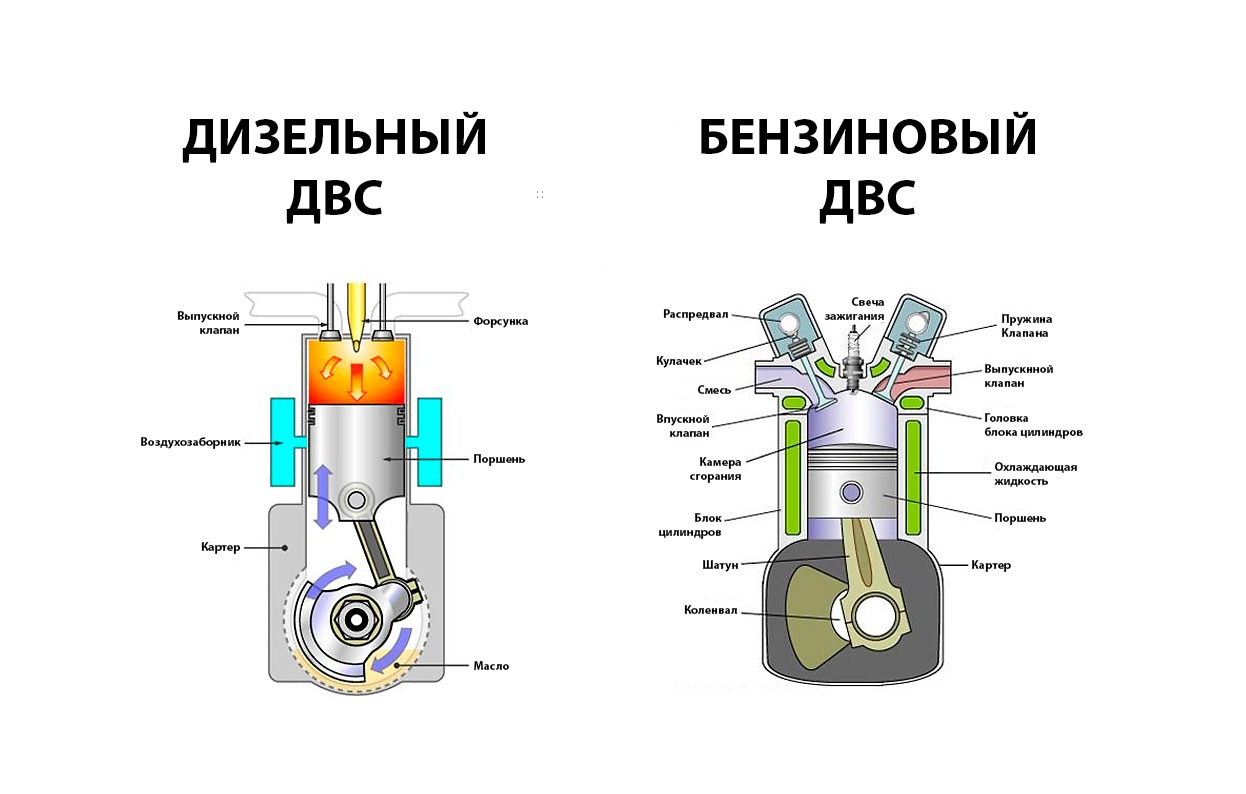 ДИЗЕЛЬНЫЙ
ДВС
Выпускной
клапан
Форсунка
Воздухозаборник
Поршень
Картер
Масло
БЕНЗИНОВЫЙ
ДВС
Распредвал
Свеча
зажигания
Пружина
Клапана
Кулачек
Смесь
Выпускнной
клапан
Впускной
клапан
Головка
блока цилиндров
Камера
сгорания
Охлаждающая
жидкость
Блок
цилиндров
Поршень
Шатун
Картер
Коленвал